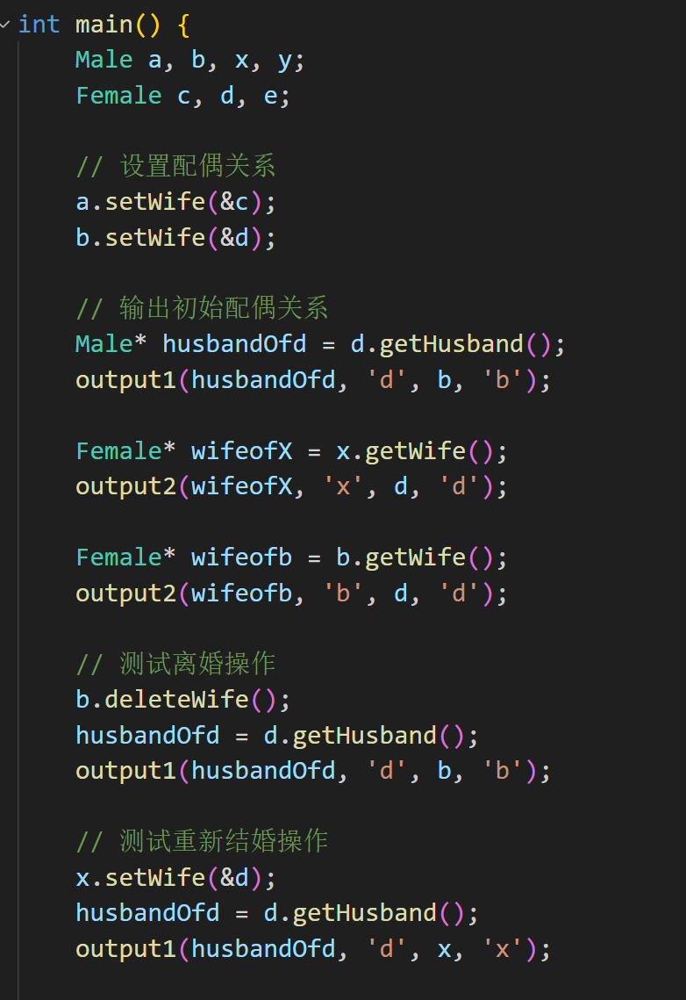 int main() {
    Male a, b, x, y;
    Female c, d, e;

    // 设置配偶关系
    a.setWife(&c);
    b.setWife(&d);

    // 输出初始配偶关系
    Male* husbandOfd = d.getHusband();
    output1(husbandOfd, 'd', b, 'b');

    Female* wifeofX = x.getWife();
    output2(wifeofX, 'x', d, 'd');

    Female* wifeofb = b.getWife();
    output2(wifeofb, 'b', d, 'd');

    // 测试离婚操作
    b.deleteWife();
    husbandOfd = d.getHusband();
    output1(husbandOfd, 'd', b, 'b');

    // 测试重新结婚操作
    x.setWife(&d);
    husbandOfd = d.getHusband();
    output1(husbandOfd, 'd', x, 'x');